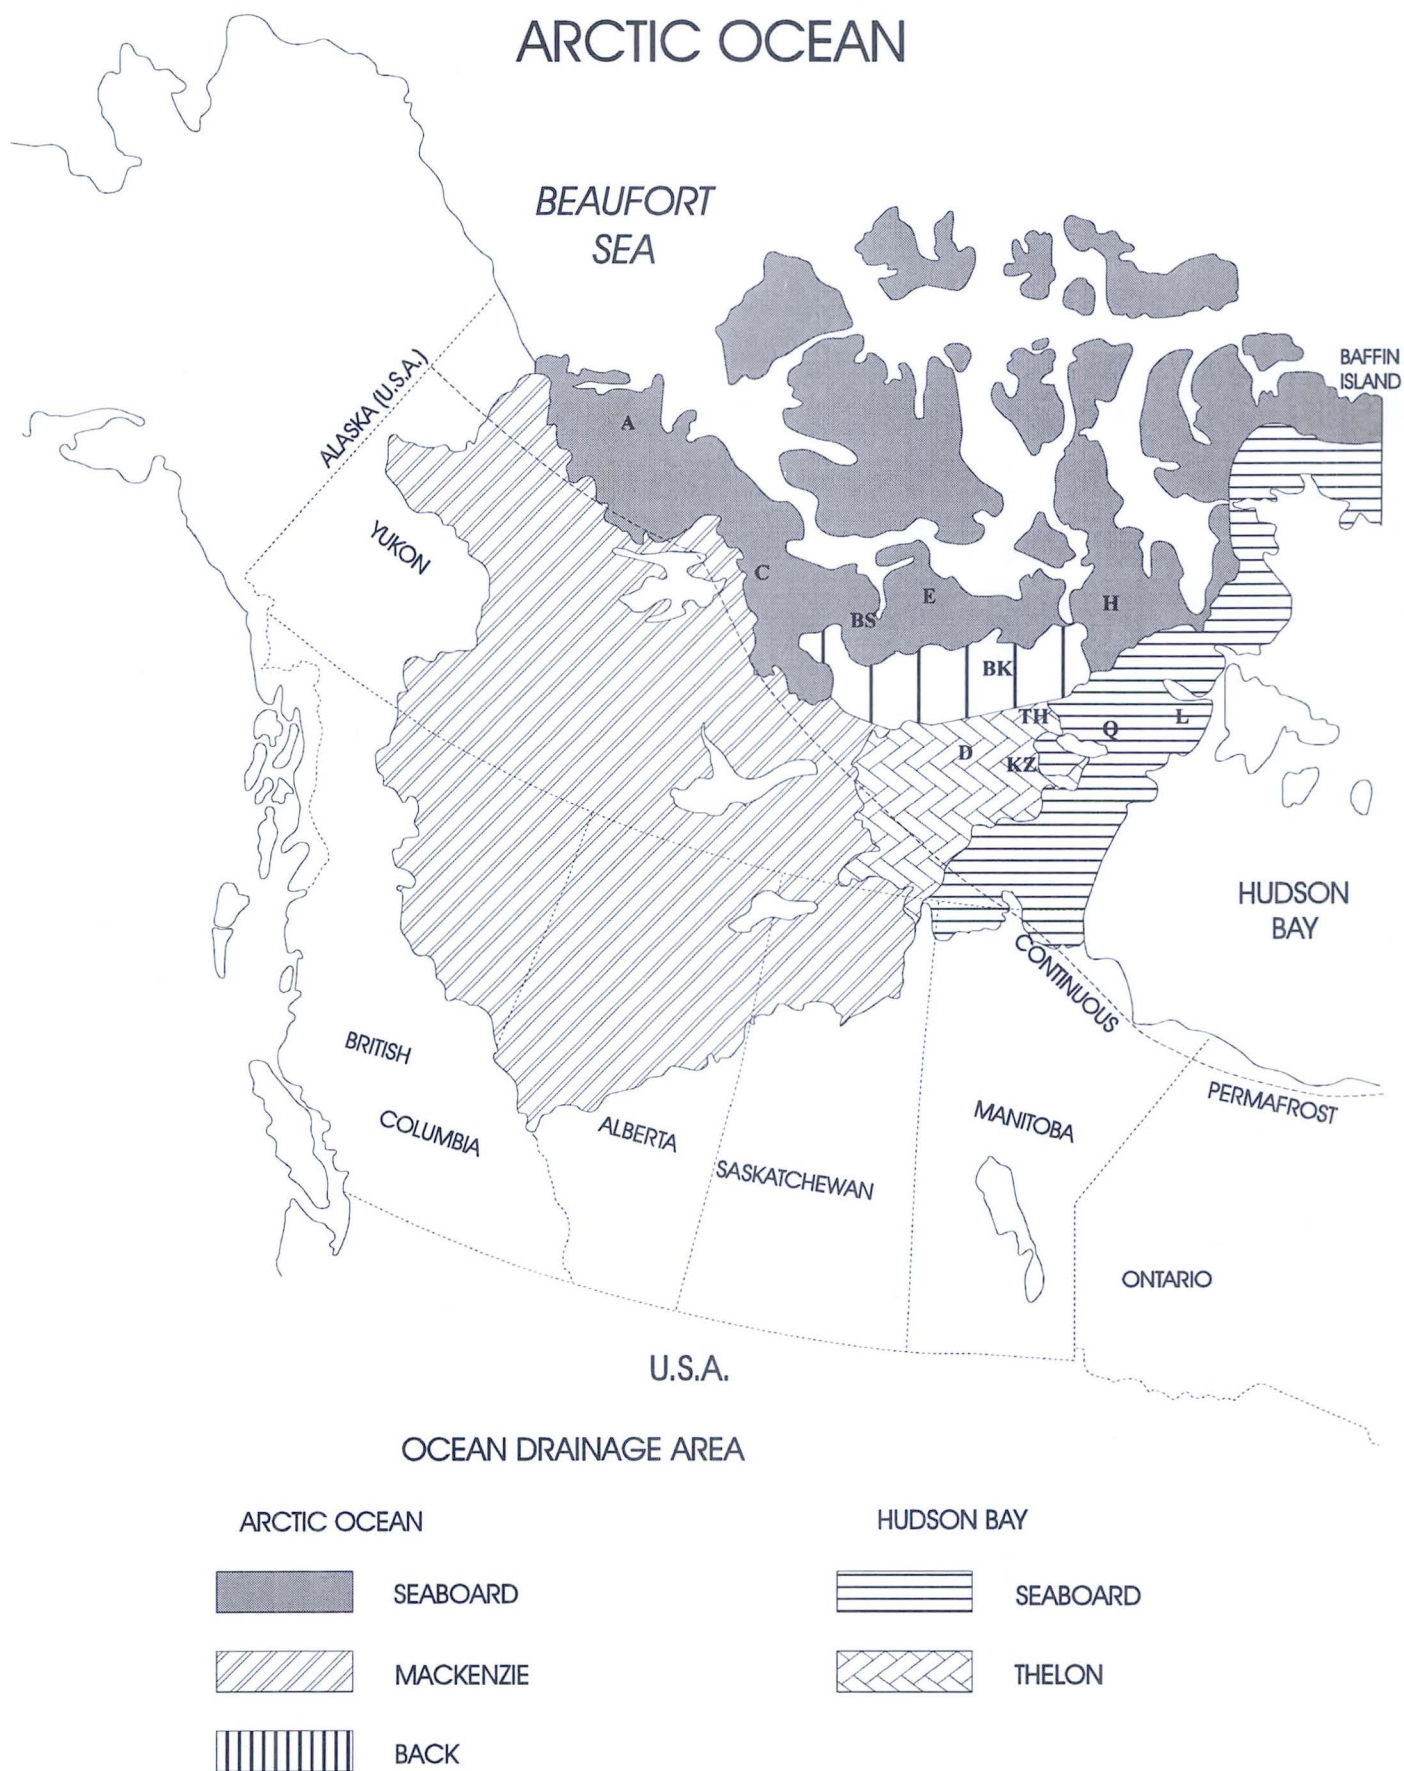 ARCTIC OCEAN
BEAUFORT
SEA
BAFFIN
ISLAND
ALASKA (U.S.A.)
A
YUKON
C
E
H
BS
BK
TH
L
Q
D
KZ
HUDSON
BAY
CONTINUOUS
BRITISH
COLUMBIA
ALBERTA
SASKATCHEWAN
MANITOBA
PERMAFROST
ONTARIO
U.S.A.
OCEAN DRAINAGE AREA
ARCTIC OCEAN
SEABOARD
MACKENZIE
BACK
HUDSON BAY
SEABOARD
THELON